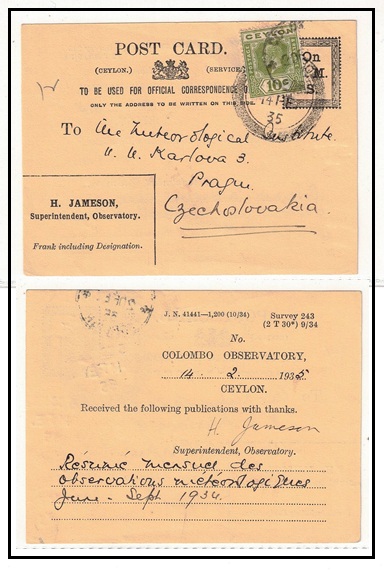 POST CARD.
(CEYLON.) (SERVICE
TO BE USED FOR OFFICIAL CORRESPONDENCE O
ONLY THE ADDRESS TO BE WRITTEN ON THIS SIDE.
CEYLON
10c
On
M.
S.
35
To The Meteorological Institute.
U. Karlova 3.
Prague
Czechoslovakia.
H. JAMESON,
Superintendent, Observatory.
Frank including Designation.
J. N. 41441—1,200 (10/34) Survey 243
(2 T 30*) 9/34
No.
COLOMBO OBSERVATORY,
14 . 2 . 1935
CEYLON.
Received the following publications with thanks.
H Jameson
Superintendent, Observatory.
Résumé mensuel des
observations météorologiques
June - Sept 1934.